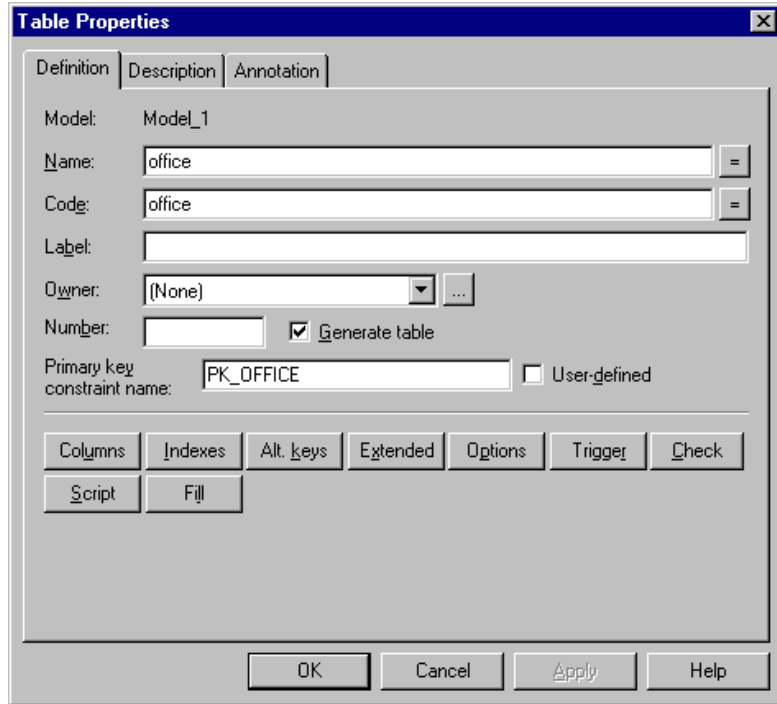 Table Properties
Definition Description Annotation
Model: Model_1
Name: office =
Code: office =
Label:
Owner: (None) ...
Number: Generate table
Primary key
constraint name: PK_OFFICE User-defined
Columns Indexes Alt. keys Extended Options Trigger Check
Script Fill
OK Cancel Apply Help